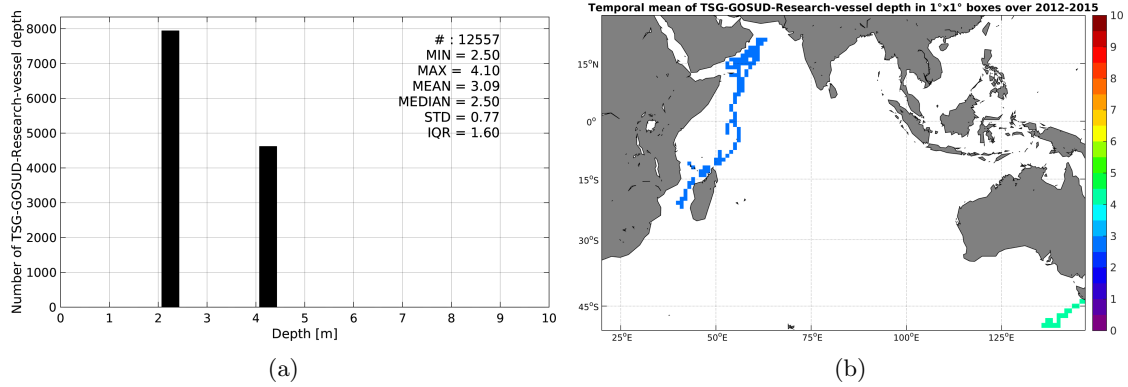 Number of TSG-GOSUD-Research-vessel depth
8000
7000
6000
5000
4000
3000
2000
1000
0
# : 12557
MIN = 2.50
MAX = 4.10
MEAN = 3.09
MEDIAN = 2.50
STD = 0.77
IQR = 1.60
0 1 2 3 4 5 6 7 8 9 10
Depth [m]
(a)
Temporal mean of TSG-GOSUD-Research-vessel depth in 1°x1° boxes over 2012-2015
15°N
0°
15°S
30°S
45°S
25°E 50°E 75°E 100°E 125°E
10
9
8
7
6
5
4
3
2
1
0
(b)